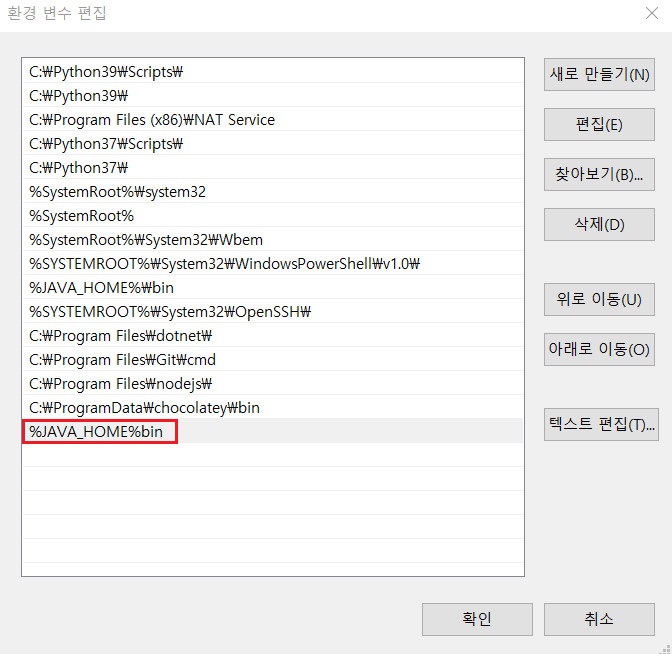 환경 변수 편집
C:₩Python39₩Scripts₩
C:₩Python39₩
C:₩Program Files (x86)₩NAT Service
C:₩Python37₩Scripts₩
C:₩Python37₩
%SystemRoot%₩system32
%SystemRoot%
%SystemRoot%₩System32₩Wbem
%SYSTEMROOT%₩System32₩WindowsPowerShell₩v1.0₩
%JAVA_HOME%₩bin
%SYSTEMROOT%₩System32₩OpenSSH₩
C:₩Program Files₩dotnet₩
C:₩Program Files₩Git₩cmd
C:₩Program Files₩nodejs₩
C:₩ProgramData₩chocolatey₩bin
%JAVA_HOME%bin
새로 만들기(N)
편집(E)
찾아보기(B)...
삭제(D)
위로 이동(U)
아래로 이동(O)
텍스트 편집(T)...
확인
취소